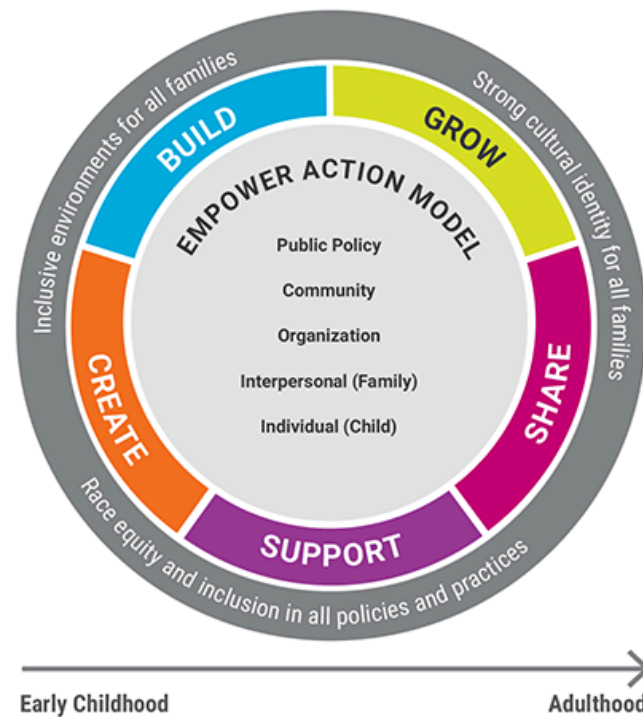 Inclusive environments for all families
Strong cultural identity for all families
BUILD
GROW
EMPOWER ACTION MODEL
Public Policy
Community
Organization
Interpersonal (Family)
Individual (Child)
CREATE
SHARE
SUPPORT
Race equity and inclusion in all policies and practices
Early Childhood
Adulthood